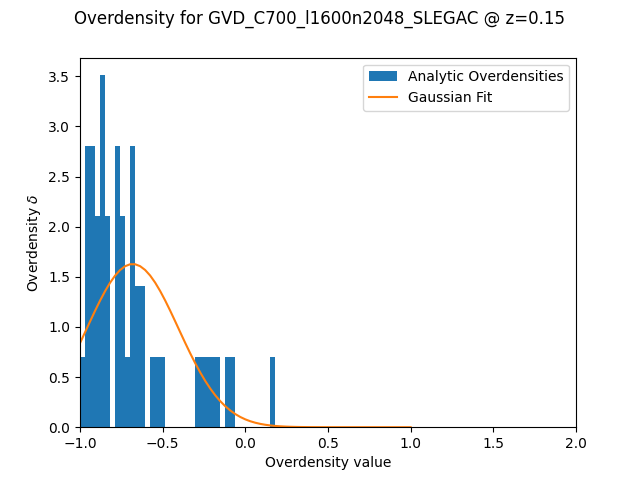 Overdensity for GVD_C700_l1600n2048_SLEGAC @ z=0.15
Analytic Overdensities
Gaussian Fit
Overdensity δ
3.5
3.0
2.5
2.0
1.5
1.0
0.5
0.0
−1.0 −0.5 0.0 0.5 1.0 1.5 2.0
Overdensity value